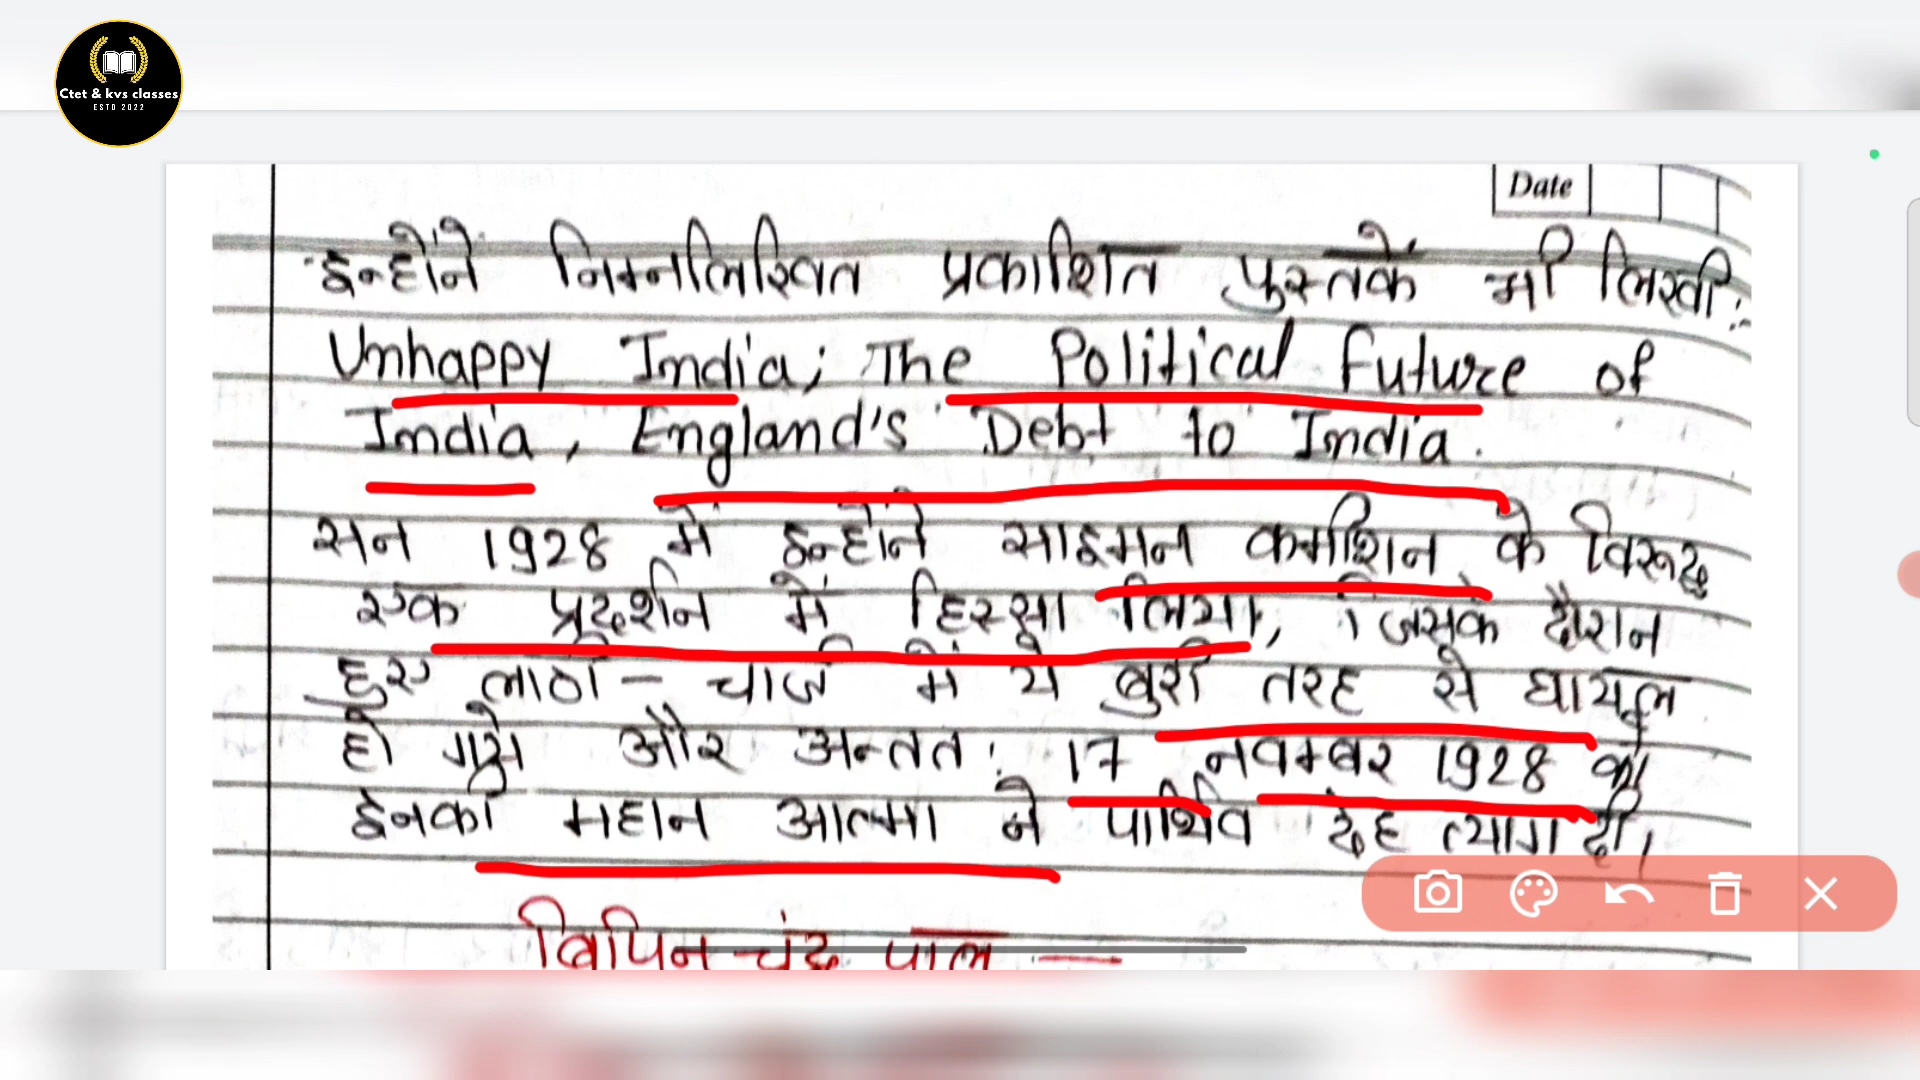 Ctet & kvs classes
ESTD 2022
Date
इन्होंने निम्नलिखित प्रकाशित पुस्तकें भी लिखी:-
Unhappy India; The Political Future of
India, England's Debt to India.
सन 1928 में इन्होंने साइमन कमीशन के विरूद्ध
एक प्रदर्शन में हिस्सा लिया, जिसके दौरान
हुए लाठी-चार्ज में ये बुरी तरह से घायल
हो गये और अन्तत: 17 नवम्बर 1928 को
इनकी महान आत्मा ने पार्थिव देह त्याग दी।
बिपिन चंद्र पाल —